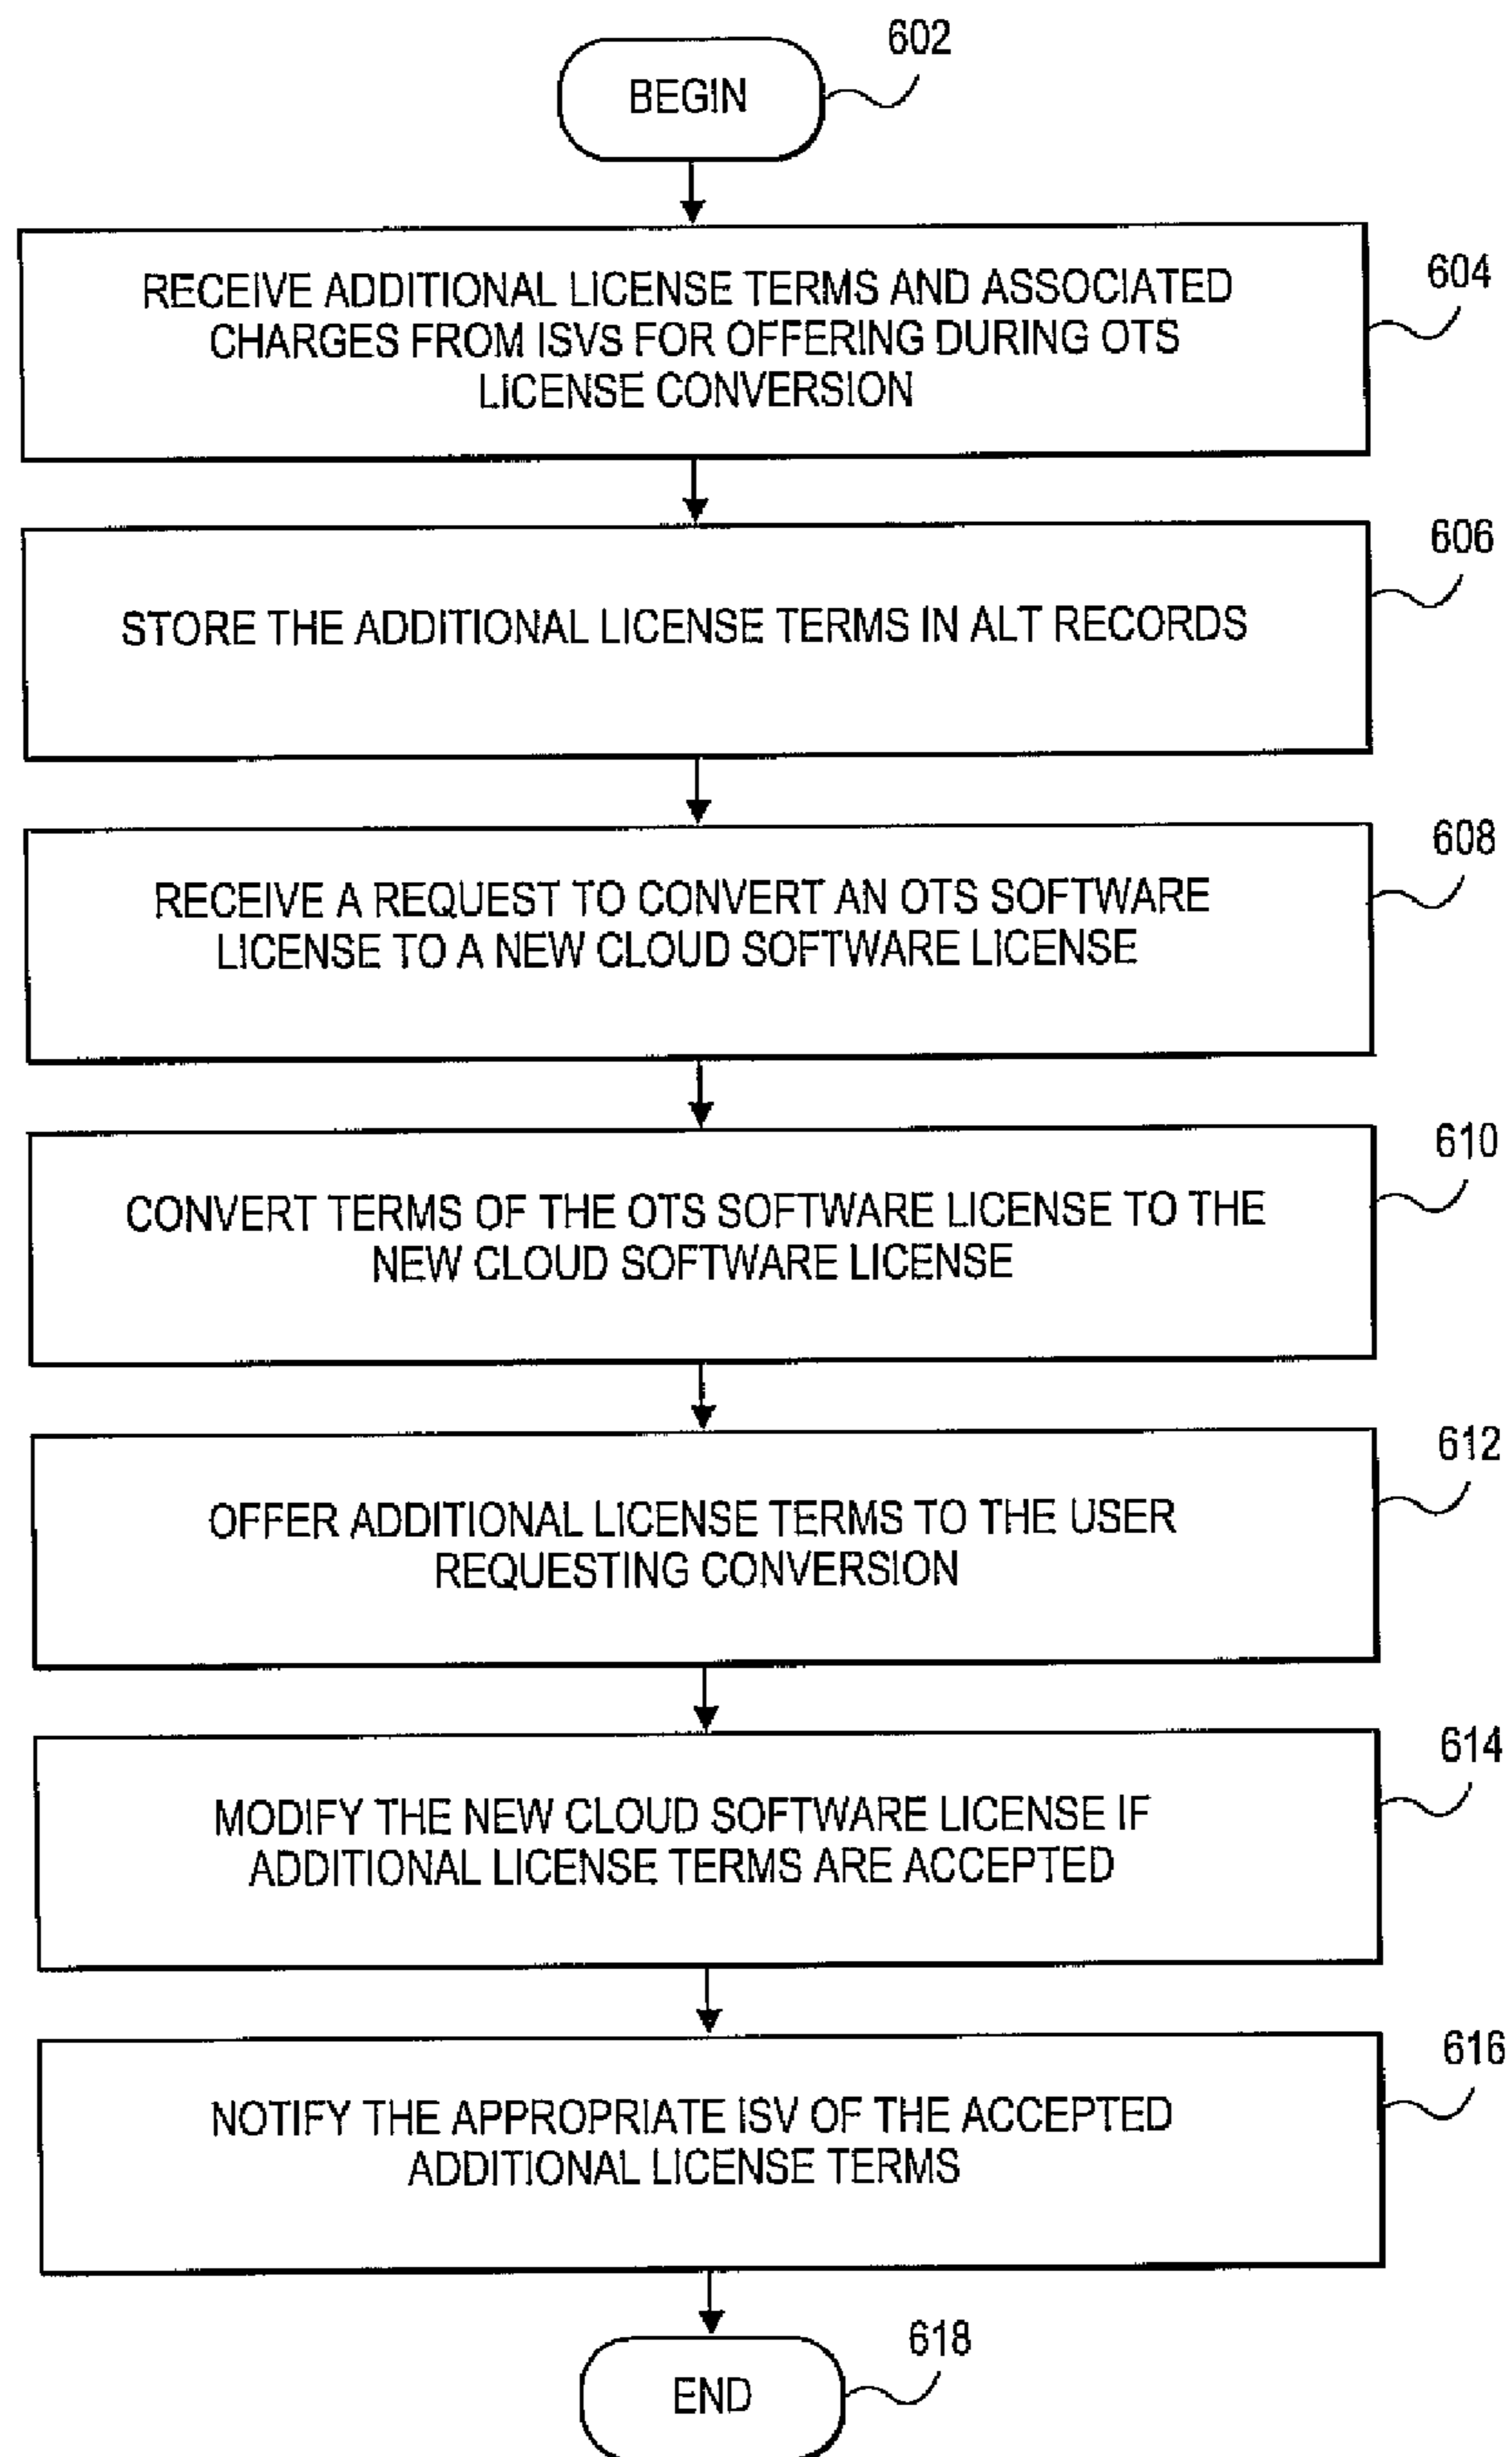 BEGIN
602
RECEIVE ADDITIONAL LICENSE TERMS AND ASSOCIATED
CHARGES FROM ISVs FOR OFFERING DURING OTS
LICENSE CONVERSION
604
STORE THE ADDITIONAL LICENSE TERMS IN ALT RECORDS
606
RECEIVE A REQUEST TO CONVERT AN OTS SOFTWARE
LICENSE TO A NEW CLOUD SOFTWARE LICENSE
608
CONVERT TERMS OF THE OTS SOFTWARE LICENSE TO THE
NEW CLOUD SOFTWARE LICENSE
610
OFFER ADDITIONAL LICENSE TERMS TO THE USER
REQUESTING CONVERSION
612
MODIFY THE NEW CLOUD SOFTWARE LICENSE IF
ADDITIONAL LICENSE TERMS ARE ACCEPTED
614
NOTIFY THE APPROPRIATE ISV OF THE ACCEPTED
ADDITIONAL LICENSE TERMS
616
END
618